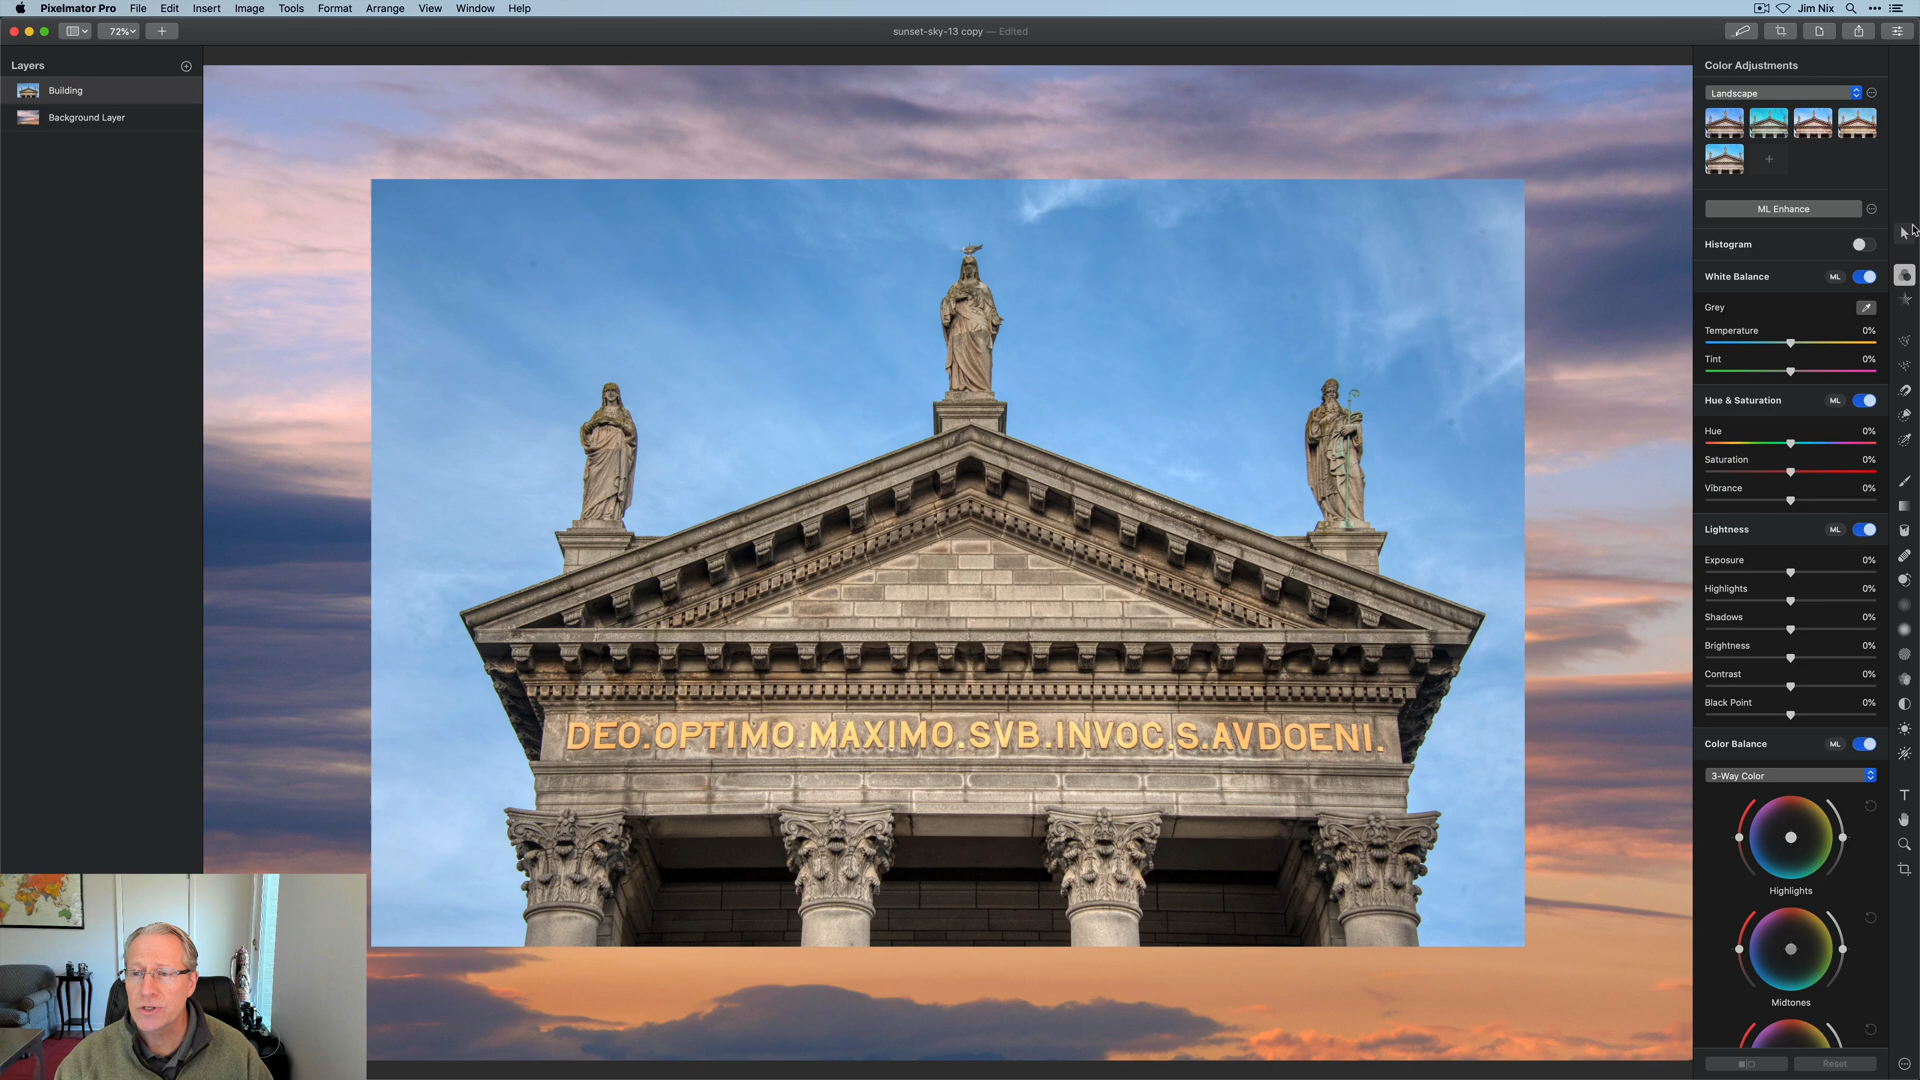 Pixelmator Pro File Edit Insert Image Tools Format Arrange View Window Help Jim Nix
72% sunset-sky-13 copy — Edited
Layers
Building
Background Layer
DEO.OPTIMO.MAXIMO.SVB.INVOC.S.AVDOENI.
Color Adjustments
Landscape
ML Enhance
Histogram
White Balance ML
Grey
Temperature 0%
Tint 0%
Hue & Saturation ML
Hue 0%
Saturation 0%
Vibrance 0%
Lightness ML
Exposure 0%
Highlights 0%
Shadows 0%
Brightness 0%
Contrast 0%
Black Point 0%
Color Balance ML
3-Way Color
Highlights
Midtones
Reset